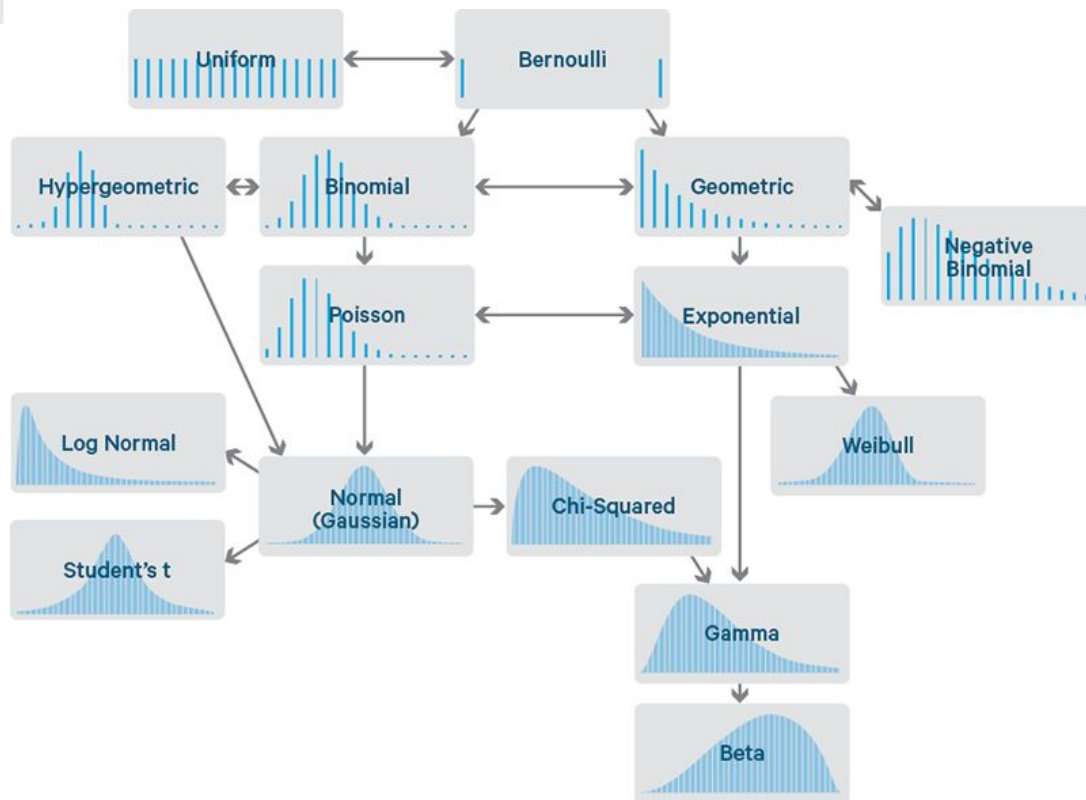 Uniform
Bernoulli
Hypergeometric
Binomial
Geometric
Negative
Binomial
Poisson
Exponential
Log Normal
Weibull
Normal
(Gaussian)
Chi-Squared
Student's t
Gamma
Beta